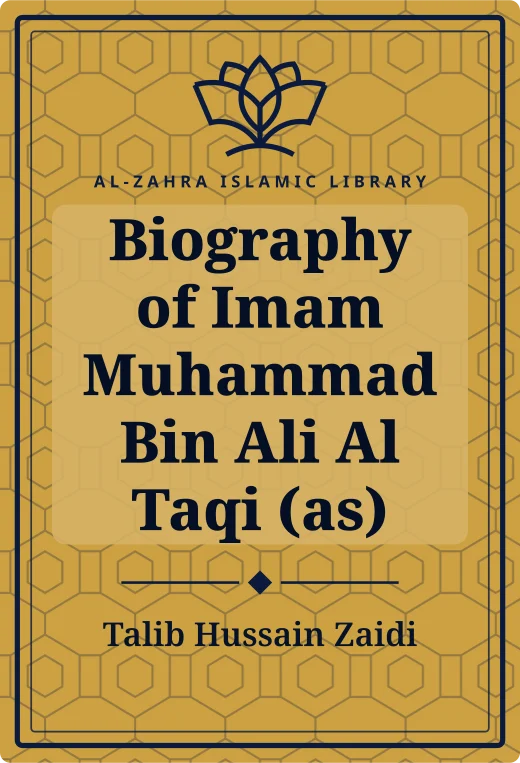 AL-ZAHRA ISLAMIC LIBRARY
Biography
of Imam
Muhammad
Bin Ali Al
Taqi (as)
Talib Hussain Zaidi